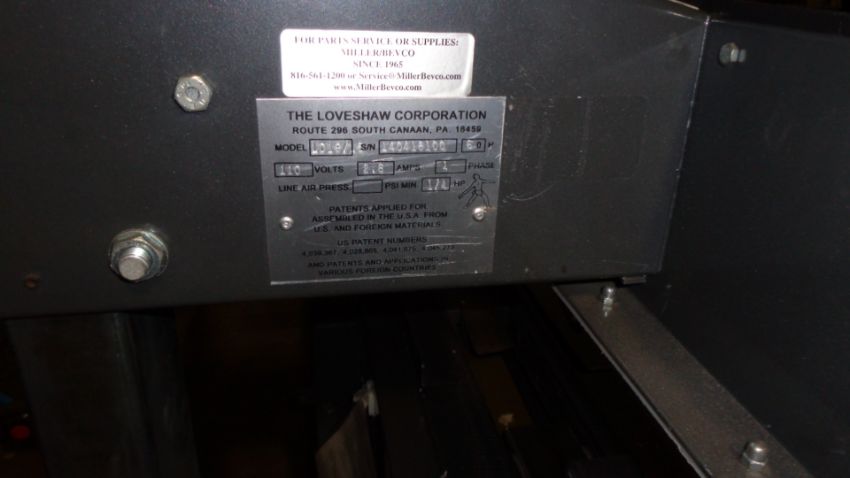 FOR PARTS SERVICE OR SUPPLIES:
MILLER/BEVCO
SINCE 1965
816-561-1200 or Service@MillerBevco.com
www.MillerBevco.com
THE LOVESHAW CORPORATION
ROUTE 296 SOUTH CANAAN, PA. 18459
MODEL S/N 60 H
110 VOLTS AMPS 1 PHASE
LINE AIR PRESS. PSI MIN HP
PATENTS APPLIED FOR
ASSEMBLED IN THE U.S.A. FROM
U.S. AND FOREIGN MATERIALS
US PATENT NUMBERS
AND PATENTS AND APPLICATIONS IN
VARIOUS FOREIGN COUNTRIES